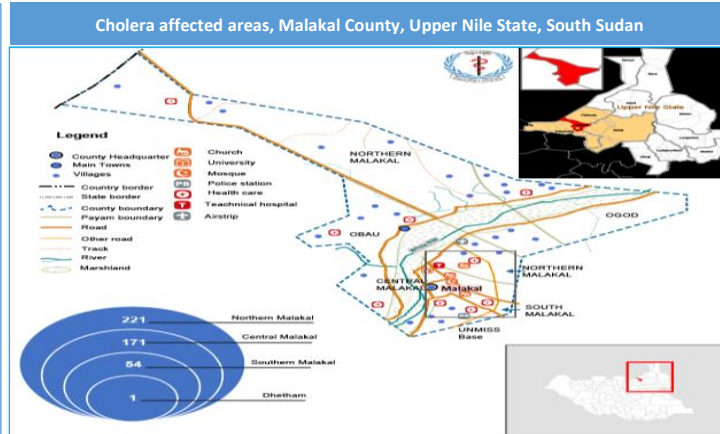 Cholera affected areas, Malakal County, Upper Nile State, South Sudan
Legend
County Headquarter
Main Towns
Villages
Country border
State border
County boundary
Payam boundary
Road
Other road
Track
River
Marshland
Church
University
Mosque
PS
Police station
Health care
T
Teachnical hospital
Airstrip
NORTHERN
MALAKAL
OGOD
OBAU
CENTRAL
MALAKAL
Malakal
NORTHERN
MALAKAL
SOUTH
MALAKAL
UNMISS
Base
Upper Nile State
221
Northern Malakal
171
Central Malakal
54
Southern Malakal
1
Dhetham